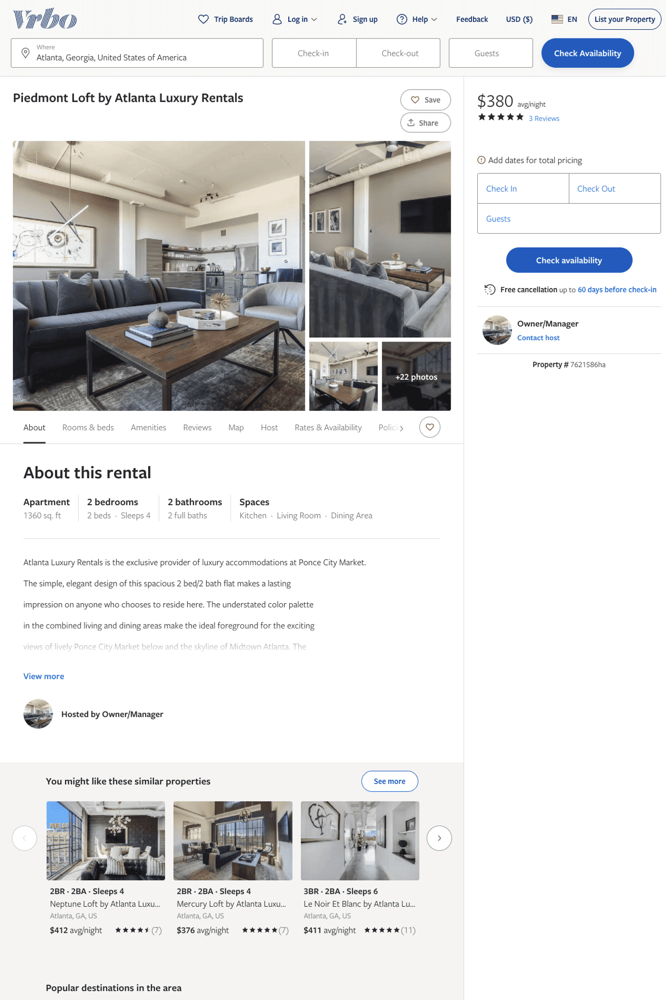 Vrbo
Trip Boards
Log in
Sign up
Help
Feedback
USD ($)
EN
List your Property
Where
Atlanta, Georgia, United States of America
Check-in
Check-out
Guests
Check Availability
Piedmont Loft by Atlanta Luxury Rentals
Save
Share
+22 photos
$380 avg/night
3 Reviews
Add dates for total pricing
Check In
Check Out
Guests
Check availability
Free cancellation up to 60 days before check-in
Owner/Manager
Contact host
Property # 7621586ha
About
Rooms & beds
Amenities
Reviews
Map
Host
Rates & Availability
About this rental
Apartment
1360 sq. ft
2 bedrooms
2 beds · Sleeps 4
2 bathrooms
2 full baths
Spaces
Kitchen · Living Room · Dining Area
Atlanta Luxury Rentals is the exclusive provider of luxury accommodations at Ponce City Market.
The simple, elegant design of this spacious 2 bed/2 bath flat makes a lasting
impression on anyone who chooses to reside here. The understated color palette
in the combined living and dining areas make the ideal foreground for the exciting
views of lively Ponce City Market below and the skyline of Midtown Atlanta. The
View more
Hosted by Owner/Manager
You might like these similar properties
See more
PONCE CITY
2BR · 2BA · Sleeps 4
Neptune Loft by Atlanta Luxu...
Atlanta, GA, US
$412 avg/night
(7)
2BR · 2BA · Sleeps 4
Mercury Loft by Atlanta Luxu...
Atlanta, GA, US
$376 avg/night
(7)
3BR · 2BA · Sleeps 6
Le Noir Et Blanc by Atlanta Lu...
Atlanta, GA, US
$411 avg/night
(11)
Popular destinations in the area